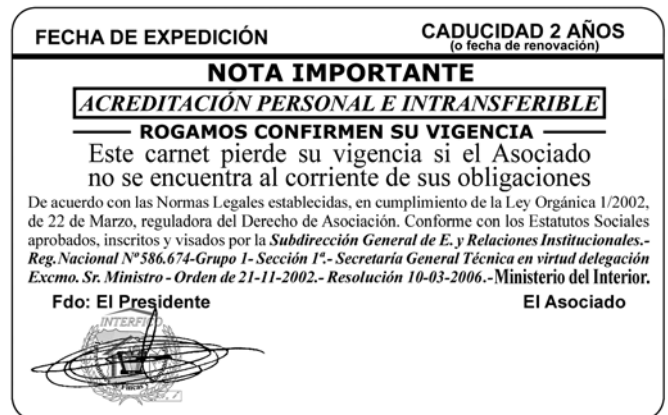 FECHA DE EXPEDICIÓN
CADUCIDAD 2 AÑOS
(o fecha de renovación)
NOTA IMPORTANTE
ACREDITACIÓN PERSONAL E INTRANSFERIBLE
ROGAMOS CONFIRMEN SU VIGENCIA
Este carnet pierde su vigencia si el Asociado
no se encuentra al corriente de sus obligaciones
De acuerdo con las Normas Legales establecidas, en cumplimiento de la Ley Orgánica 1/2002,
de 22 de Marzo, reguladora del Derecho de Asociación. Conforme con los Estatutos Sociales
aprobados, inscritos y visados por la Subdirección General de E. y Relaciones Institucionales.-
Reg. Nacional Nº 586.674-Grupo 1- Sección 1ª.- Secretaría General Técnica en virtud delegación
Excmo. Sr. Ministro - Orden de 21-11-2002.- Resolución 10-03-2006.-Ministerio del Interior.
Fdo: El Presidente
El Asociado